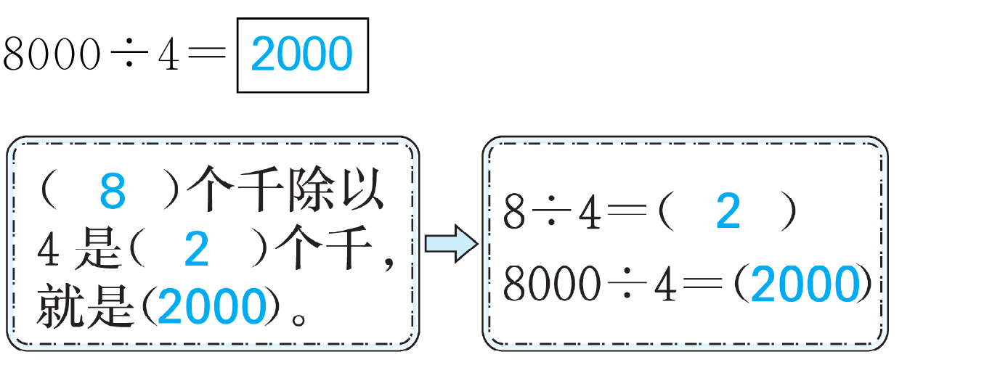 8000÷4=2000
( 8 )个千除以
4是( 2 )个千,
就是(2000)。
8÷4=( 2 )
8000÷4=(2000)